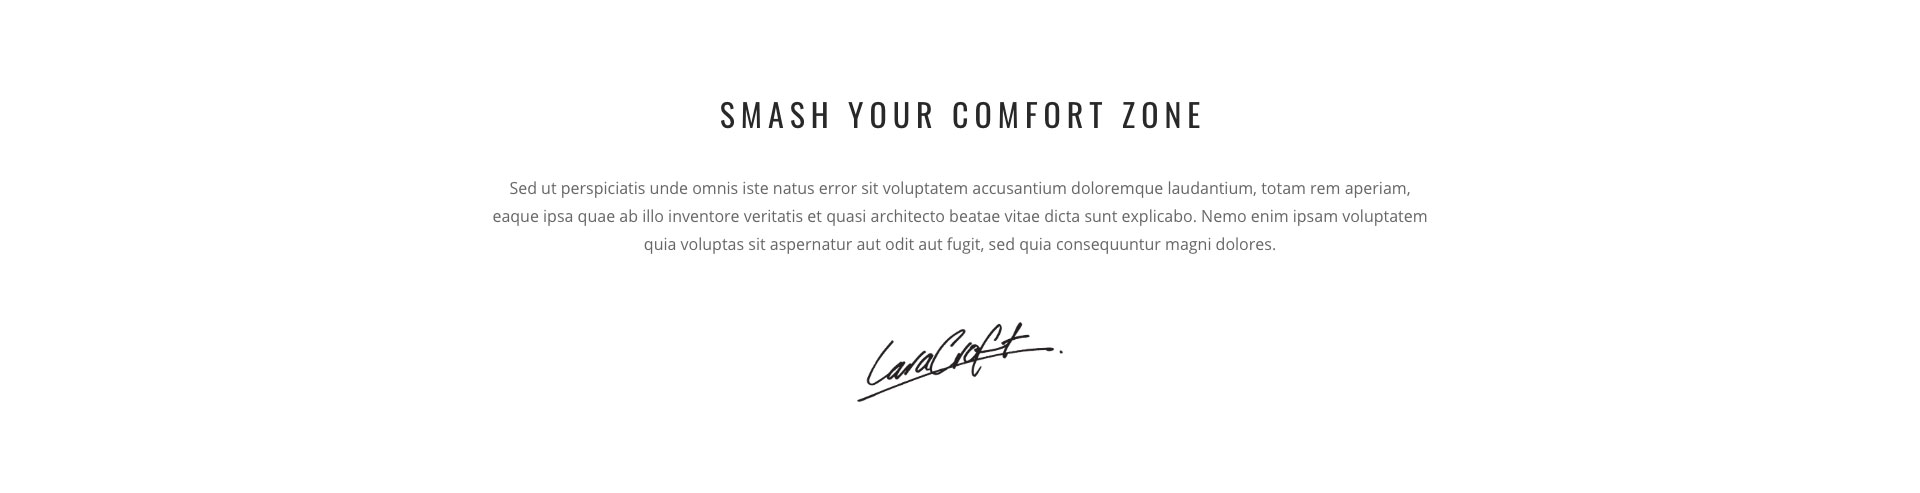 SMASH YOUR COMFORT ZONE
Sed ut perspiciatis unde omnis iste natus error sit voluptatem accusantium doloremque laudantium, totam rem aperiam,
eaque ipsa quae ab illo inventore veritatis et quasi architecto beatae vitae dicta sunt explicabo. Nemo enim ipsam voluptatem
quia voluptas sit aspernatur aut odit aut fugit, sed quia consequuntur magni dolores.
Lara Croft.